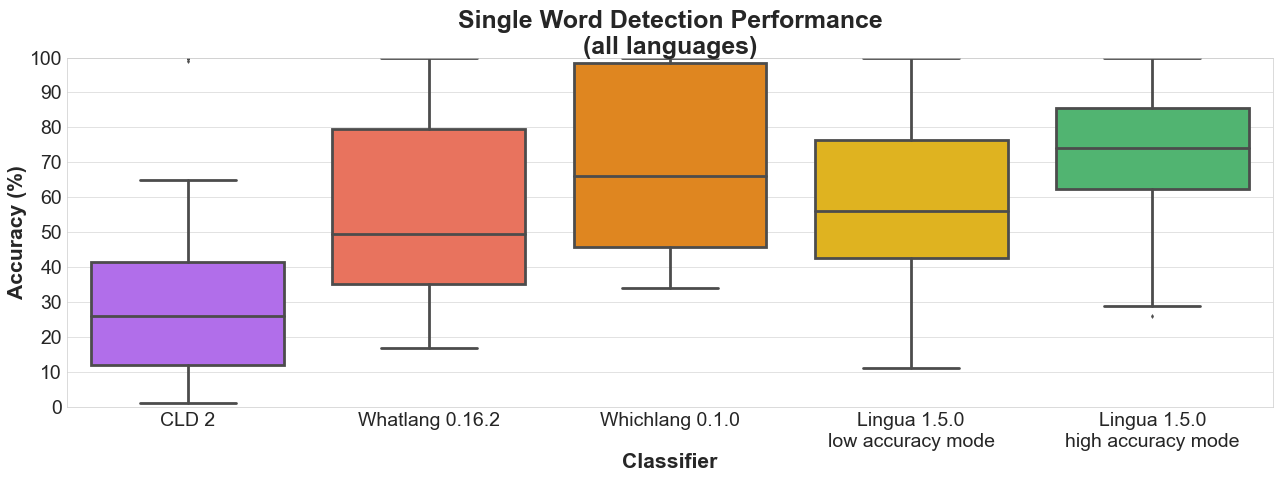 Single Word Detection Performance
(all languages)
Accuracy (%)
100
90
80
70
60
50
40
30
20
10
0
CLD 2
Whatlang 0.16.2
Whichlang 0.1.0
Lingua 1.5.0
low accuracy mode
Lingua 1.5.0
high accuracy mode
Classifier